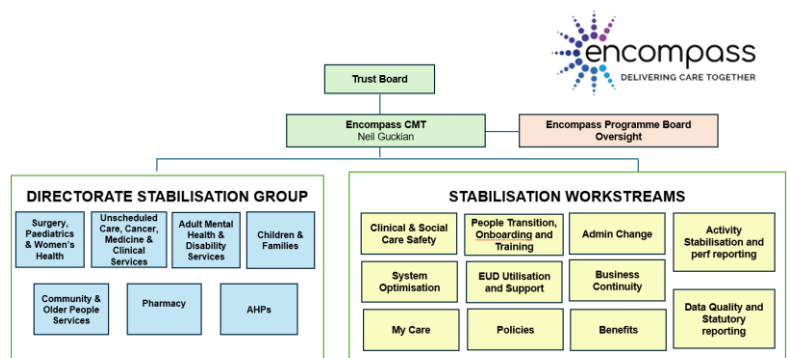 encompass
DELIVERING CARE TOGETHER
Trust Board
Encompass CMT
Neil Guckian
Encompass Programme Board
Oversight
DIRECTORATE STABILISATION GROUP
Surgery,
Paediatrics
& Women's
Health
Unscheduled
Care, Cancer,
Medicine &
Clinical
Services
Adult Mental
Health &
Disability
Services
Children &
Families
Community &
Older People
Services
Pharmacy
AHPs
STABILISATION WORKSTREAMS
Clinical & Social
Care Safety
People Transition,
Onboarding and
Training
Admin Change
Activity
Stabilisation and
perf reporting
System
Optimisation
EUD Utilisation
and Support
Business
Continuity
Data Quality and
Statutory
reporting
My Care
Policies
Benefits